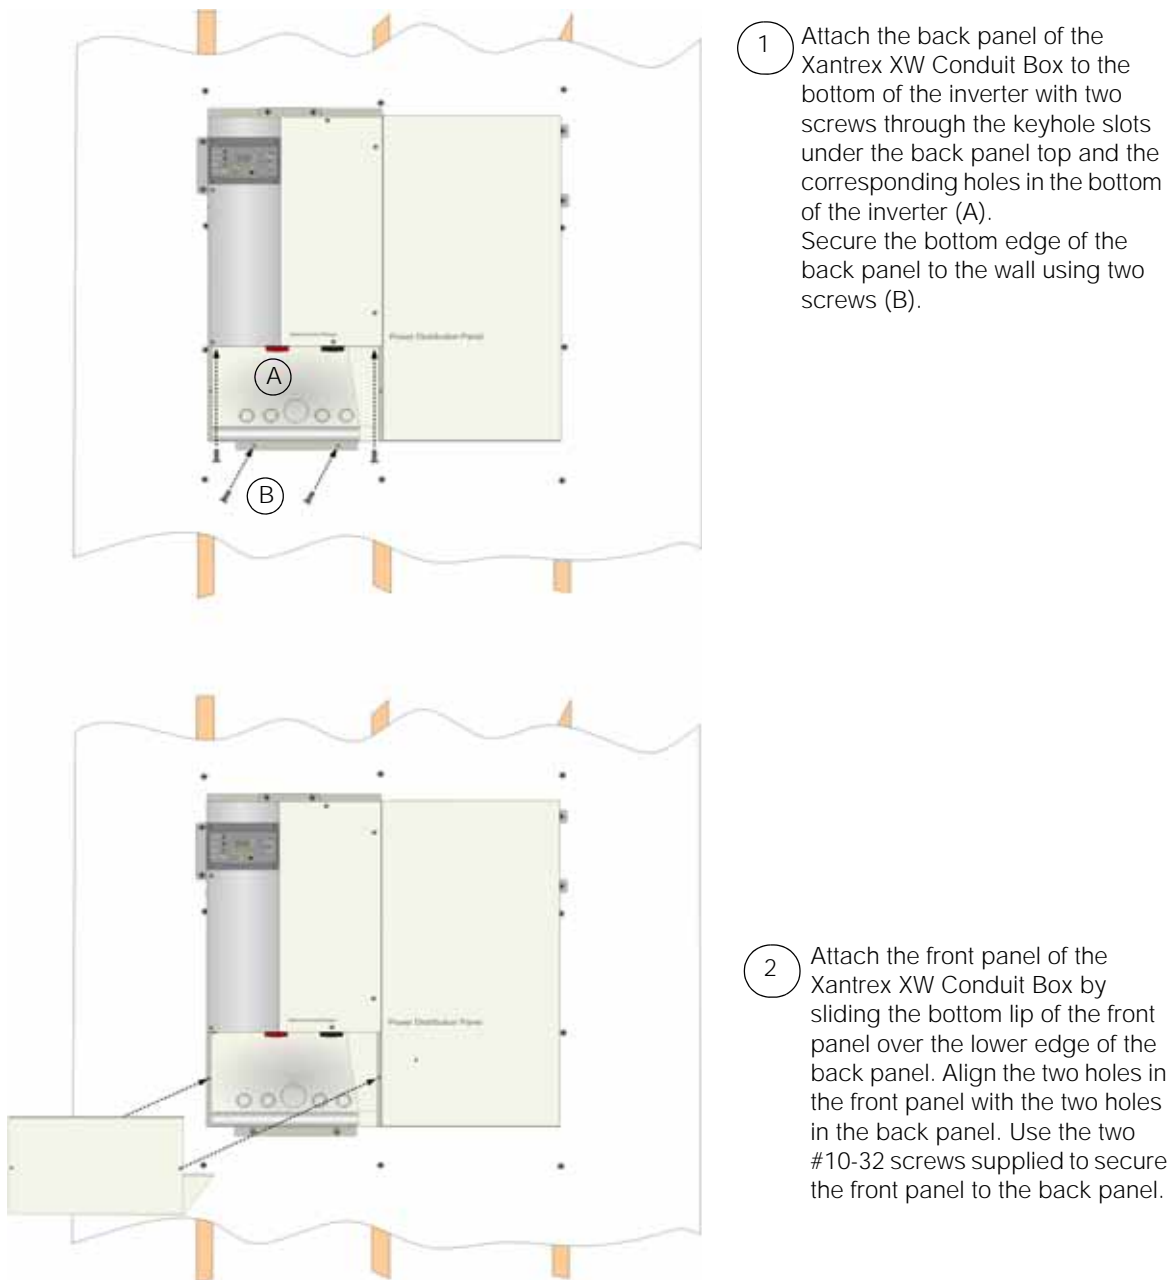 1
Attach the back panel of the
Xantrex XW Conduit Box to the
bottom of the inverter with two
screws through the keyhole slots
under the back panel top and the
corresponding holes in the bottom
of the inverter (A).
Secure the bottom edge of the
back panel to the wall using two
screws (B).
Power Distribution Panel
A
B
2
Attach the front panel of the
Xantrex XW Conduit Box by
sliding the bottom lip of the front
panel over the lower edge of the
back panel. Align the two holes in
the front panel with the two holes
in the back panel. Use the two
#10-32 screws supplied to secure
the front panel to the back panel.
Power Distribution Panel